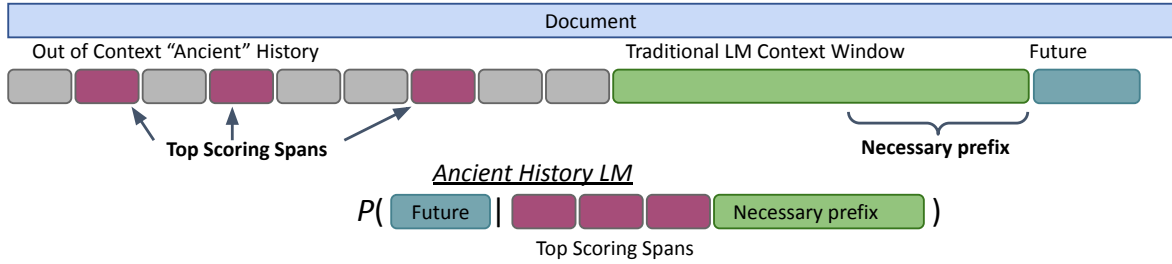 Document
Out of Context “Ancient” History
Traditional LM Context Window
Future
Top Scoring Spans
Necessary prefix
Ancient History LM
P( Future | Necessary prefix )
Top Scoring Spans